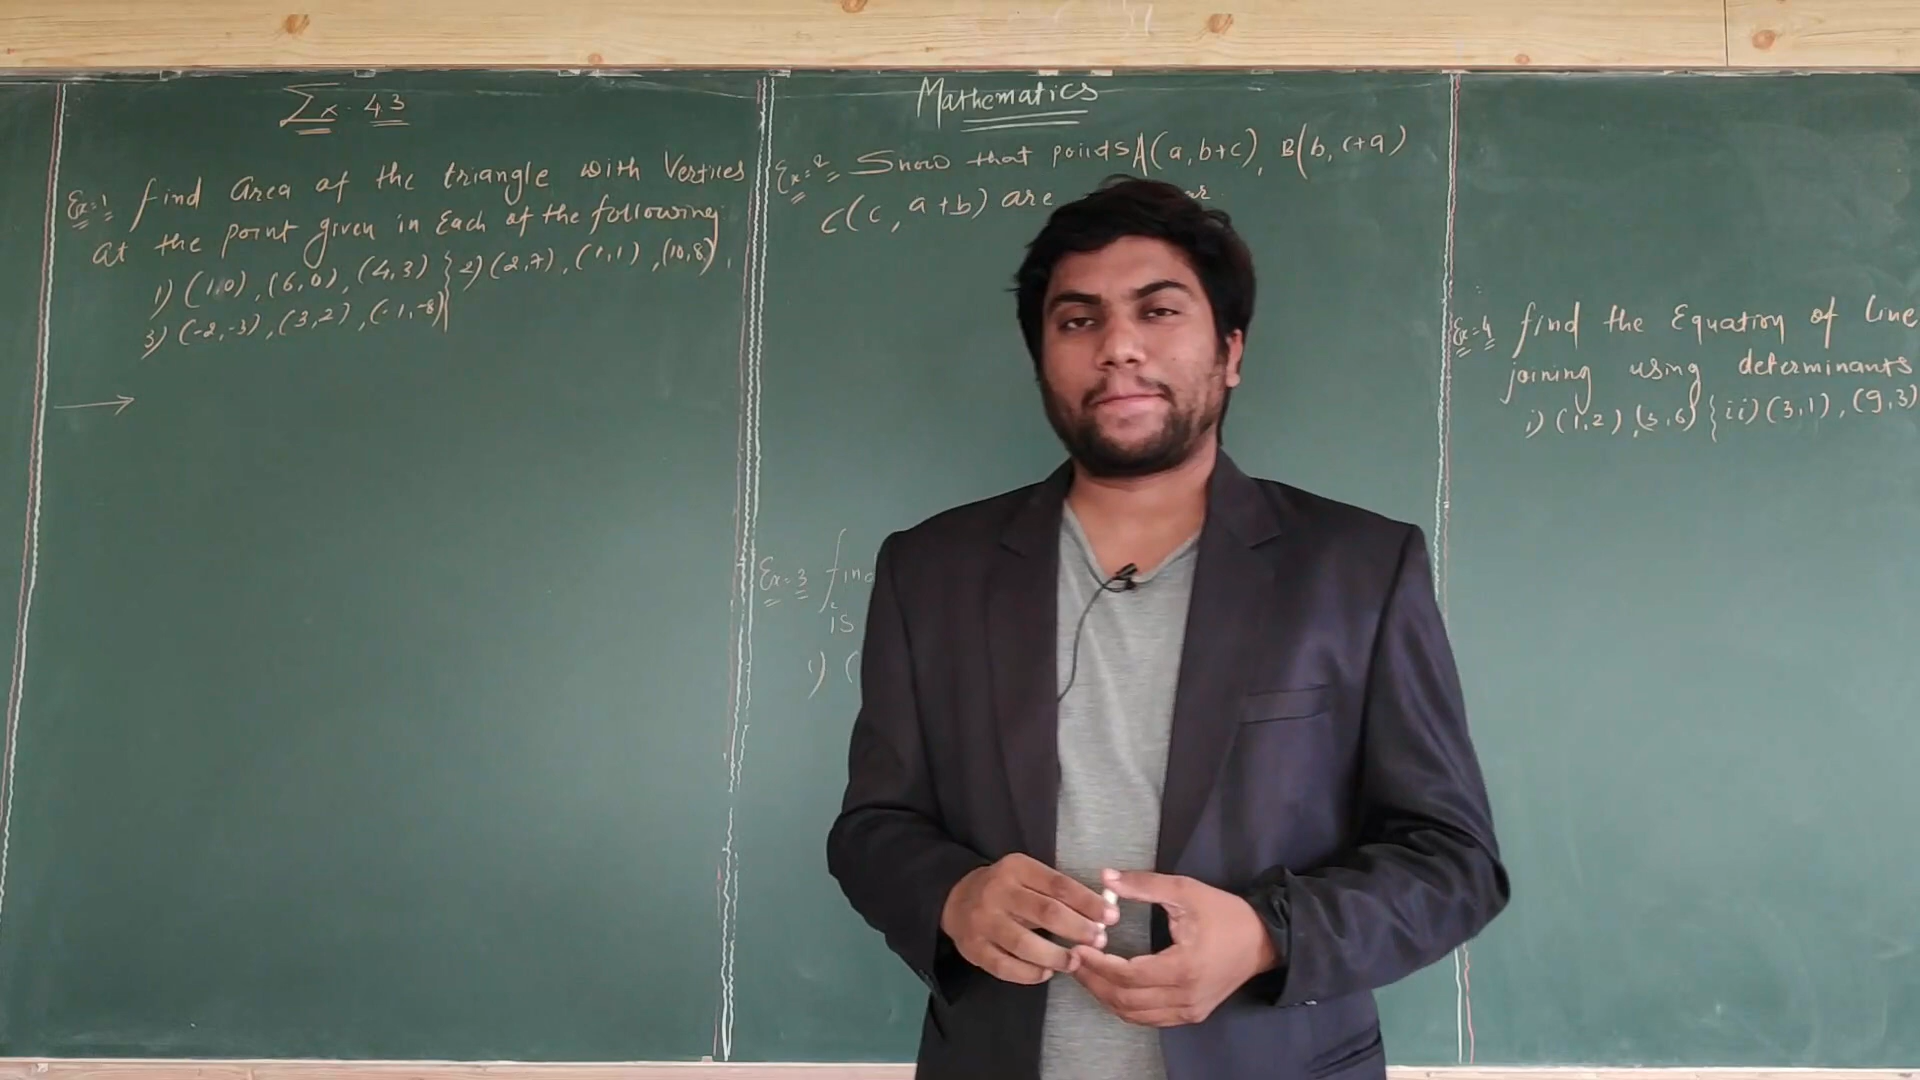 Ex. 4.3
Ex=1 find area of the triangle with Vertices
at the point given in Each of the following
1) (1,0), (6,0), (4,3) } 2) (2,7), (1,1), (10,8),
3) (-2,-3), (3,2), (-1,-8)
Mathematics
Ex=2 Show that points A(a, b+c), B(b, c+a)
C(c, a+b) are
Ex=3 find
is
1) (
Ex=4 find the Equation of Line
joining using determinants
i) (1,2), (3,6) { ii) (3,1), (9,3)